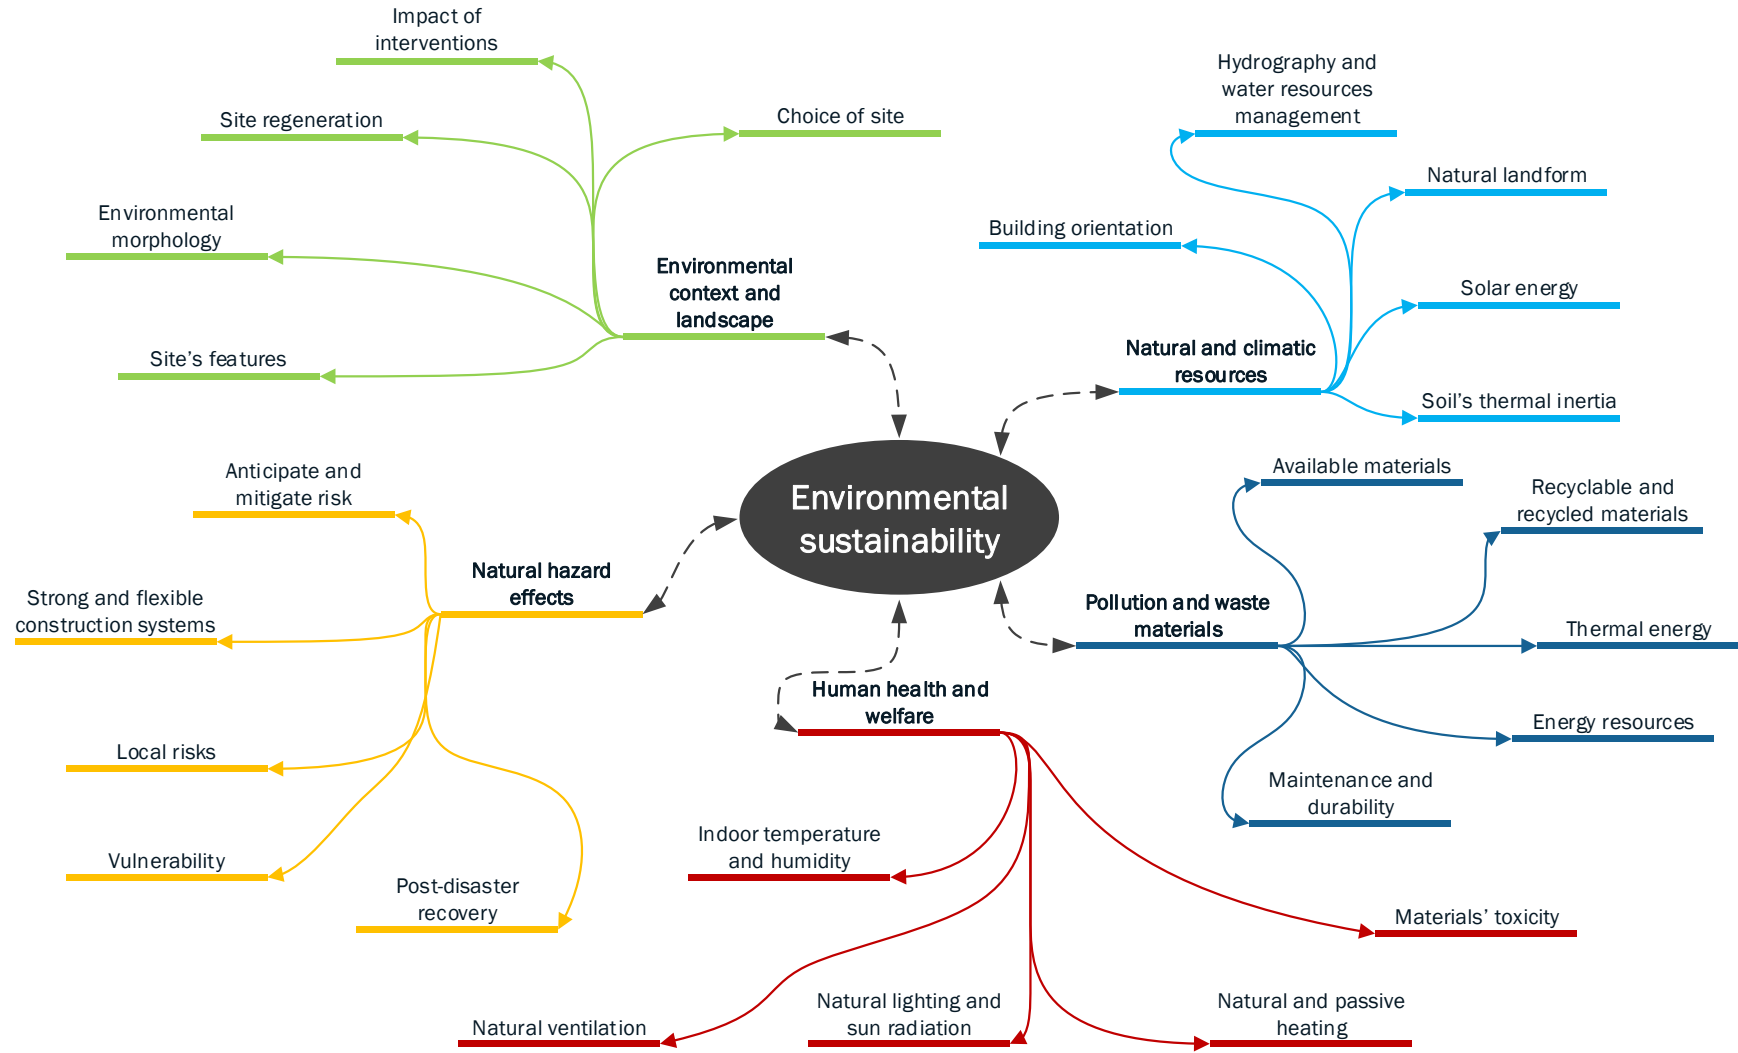 Impact of
interventions
Site regeneration
Choice of site
Environmental
morphology
Site’s features
Environmental
context and
landscape
Hydrography and
water resources
management
Natural landform
Building orientation
Solar energy
Natural and climatic
resources
Soil’s thermal inertia
Environmental
sustainability
Anticipate and
mitigate risk
Natural hazard
effects
Strong and flexible
construction systems
Local risks
Vulnerability
Post-disaster
recovery
Available materials
Recyclable and
recycled materials
Pollution and waste
materials
Thermal energy
Energy resources
Maintenance and
durability
Human health and
welfare
Indoor temperature
and humidity
Materials’ toxicity
Natural ventilation
Natural lighting and
sun radiation
Natural and passive
heating